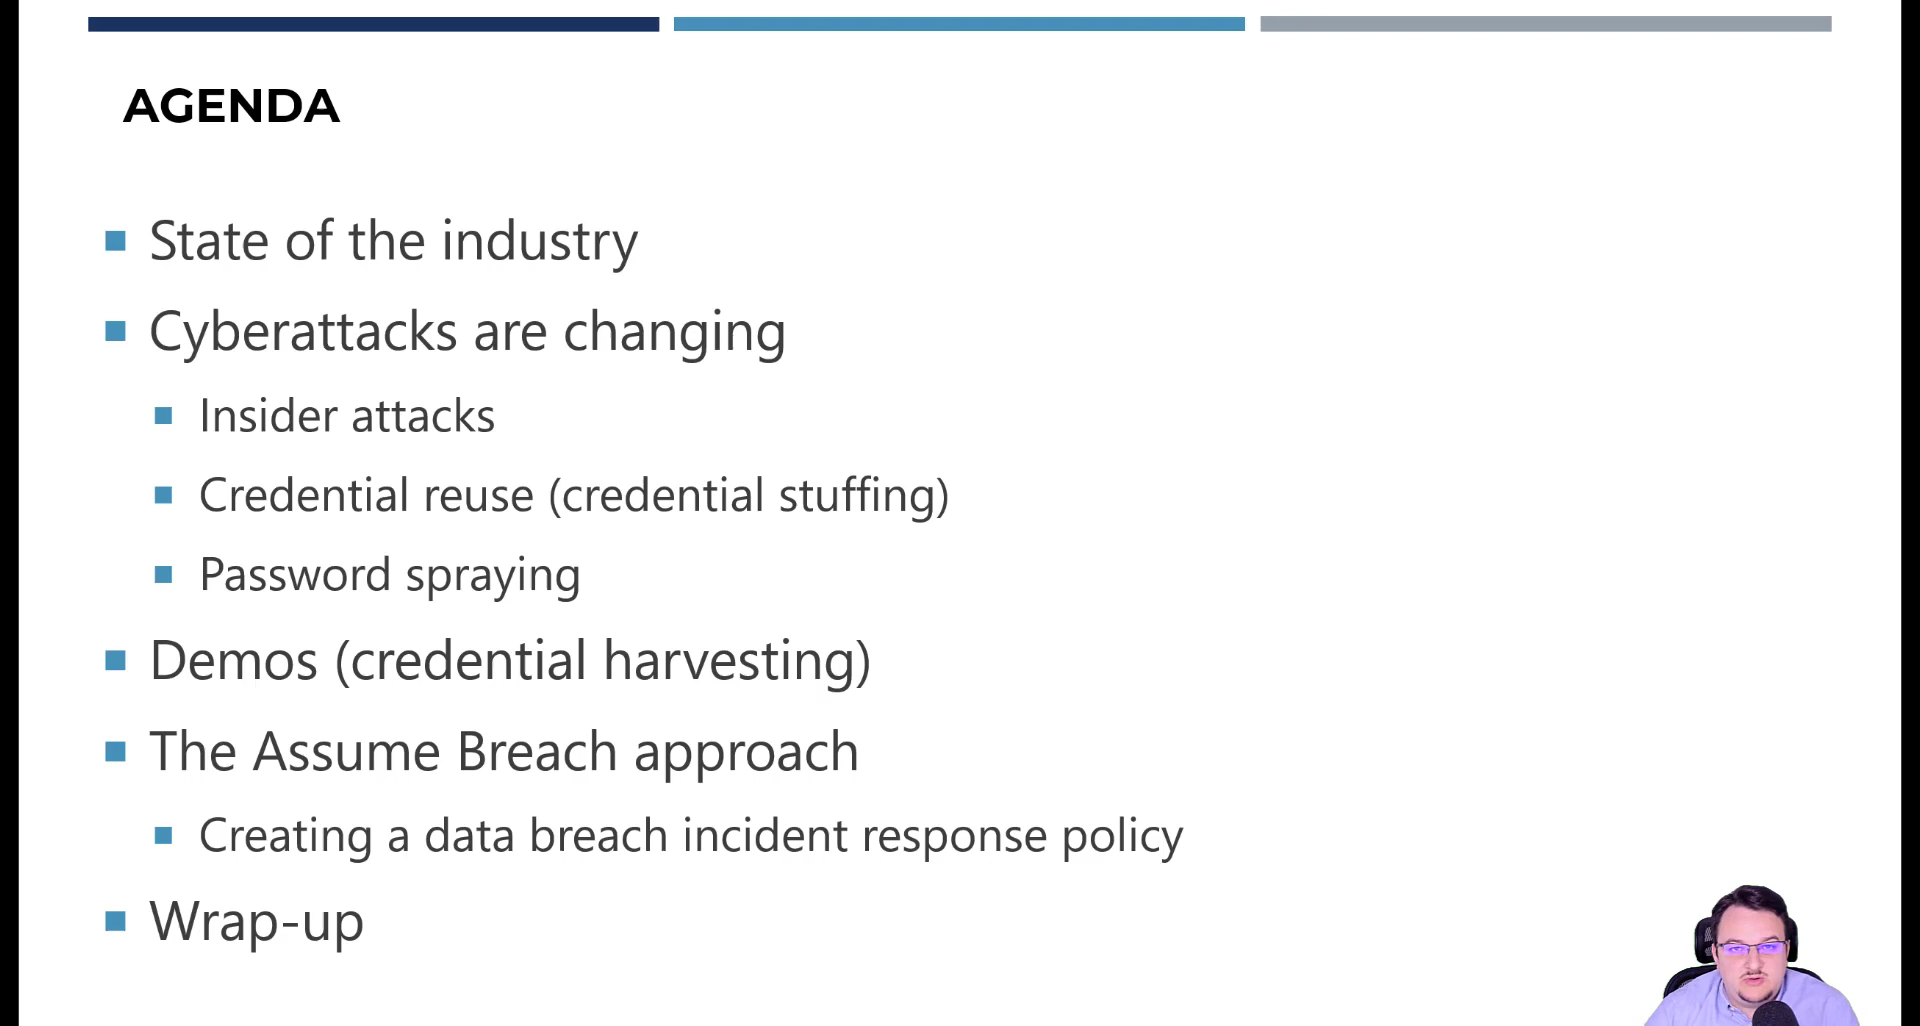 AGENDA
State of the industry
Cyberattacks are changing
Insider attacks
Credential reuse (credential stuffing)
Password spraying
Demos (credential harvesting)
The Assume Breach approach
Creating a data breach incident response policy
Wrap-up